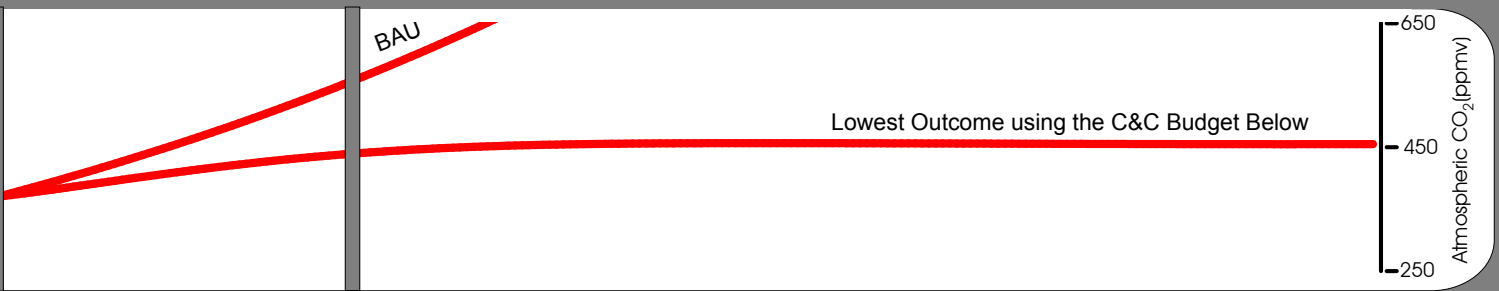 BAU
Lowest Outcome using the C&C Budget Below
650
450
250
Atmospheric CO₂(ppmv)